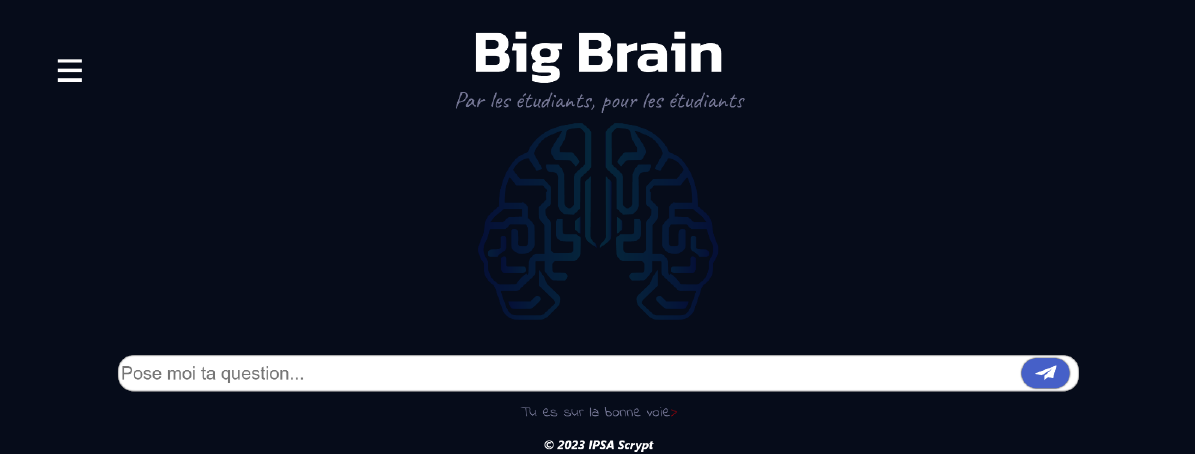 Big Brain
Par les étudiants, pour les étudiants
Pose moi ta question...
Tu es sur la bonne voie>
© 2023 IPSA Scrypt